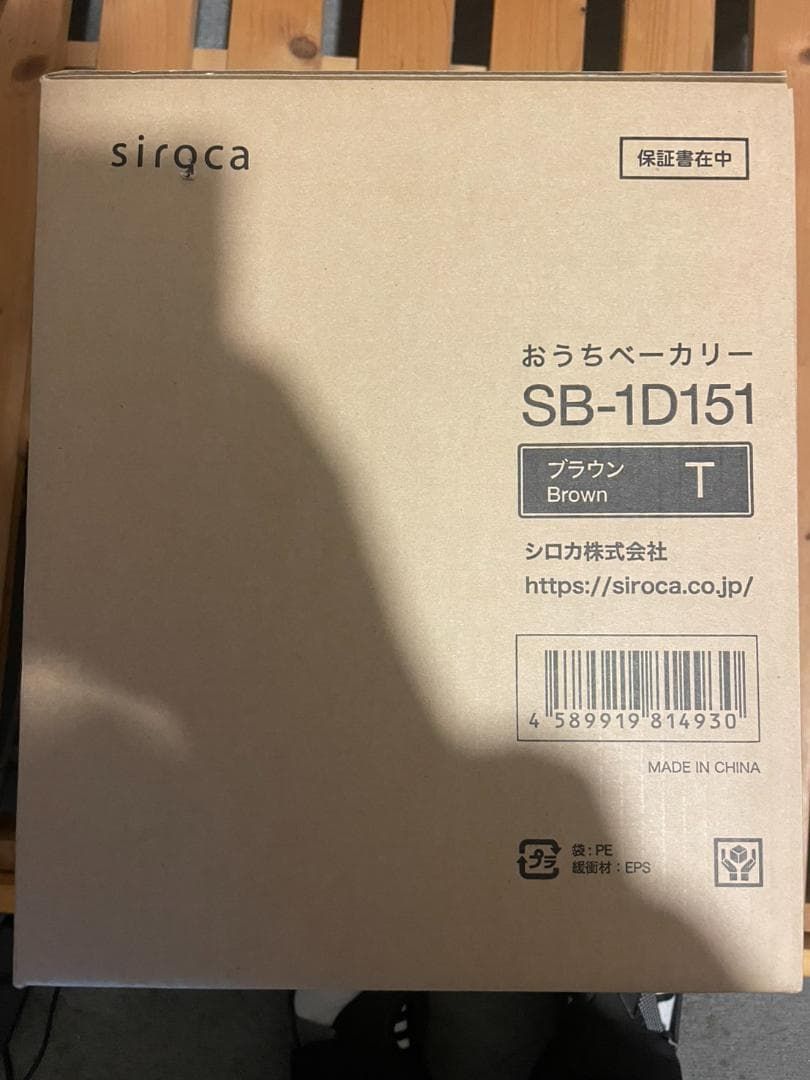 siroca
保証書在中
おうちベーカリー
SB-1D151
ブラウン
Brown
T
シロカ株式会社
https://siroca.co.jp/
4 589919 814930
MADE IN CHINA
プラ
袋:PE
緩衝材:EPS